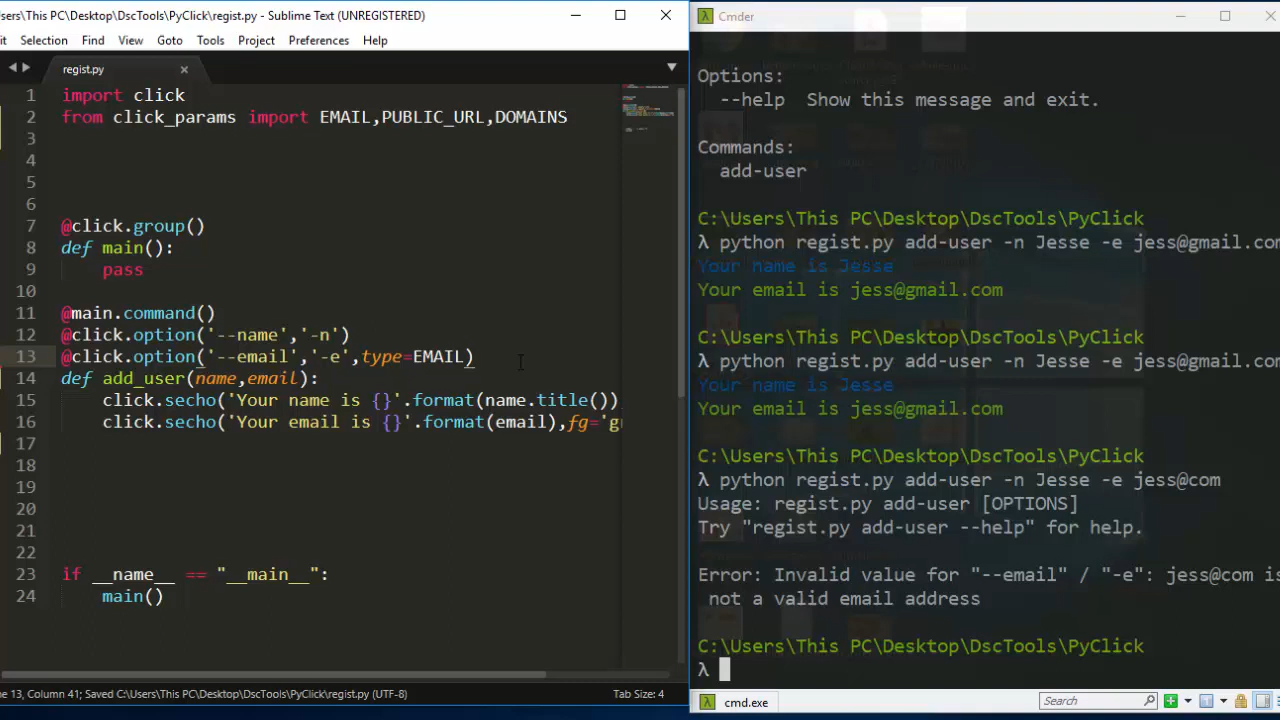 sers\This PC\Desktop\DscTools\PyClick\regist.py - Sublime Text (UNREGISTERED)
it Selection Find View Goto Tools Project Preferences Help
regist.py ×
1 import click
2 from click_params import EMAIL,PUBLIC_URL,DOMAINS
3
4
5
6
7 @click.group()
8 def main():
9 pass
10
11 @main.command()
12 @click.option('--name','-n')
13 @click.option('--email','-e',type=EMAIL)
14 def add_user(name,email):
15 click.secho('Your name is {}'.format(name.title())
16 click.secho('Your email is {}'.format(email),fg='g
17
18
19
20
21
22
23 if __name__ == "__main__":
24 main()
ne 13, Column 41; Saved C:\Users\This PC\Desktop\DscTools\PyClick\regist.py (UTF-8) Tab Size: 4
λ Cmder
Options:
--help Show this message and exit.
Commands:
add-user
C:\Users\This PC\Desktop\DscTools\PyClick
λ python regist.py add-user -n Jesse -e jess@gmail.com
Your name is Jesse
Your email is jess@gmail.com
C:\Users\This PC\Desktop\DscTools\PyClick
λ python regist.py add-user -n Jesse -e jess@gmail.com
Your name is Jesse
Your email is jess@gmail.com
C:\Users\This PC\Desktop\DscTools\PyClick
λ python regist.py add-user -n Jesse -e jess@com
Usage: regist.py add-user [OPTIONS]
Try "regist.py add-user --help" for help.
Error: Invalid value for "--email" / "-e": jess@com is
not a valid email address
C:\Users\This PC\Desktop\DscTools\PyClick
λ
λ cmd.exe Search